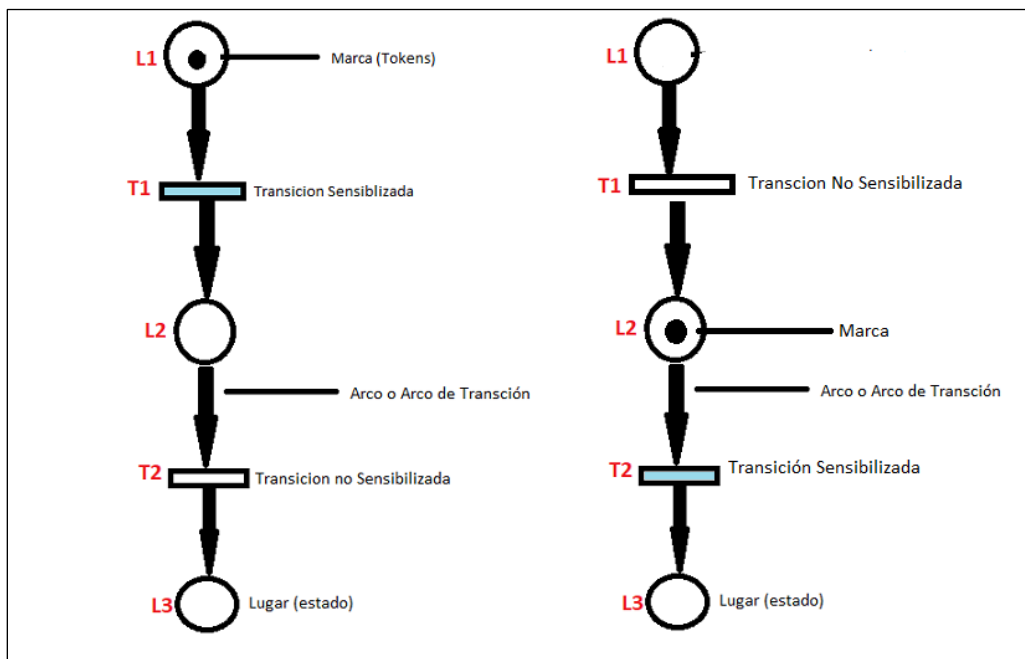 L1
Marca (Tokens)
T1
Transicion Sensiblizada
L2
Arco o Arco de Transción
T2
Transicion no Sensibilizada
L3
Lugar (estado)
L1
T1
Transcion No Sensibilizada
L2
Marca
Arco o Arco de Transción
T2
Transición Sensibilizada
L3
Lugar (estado)